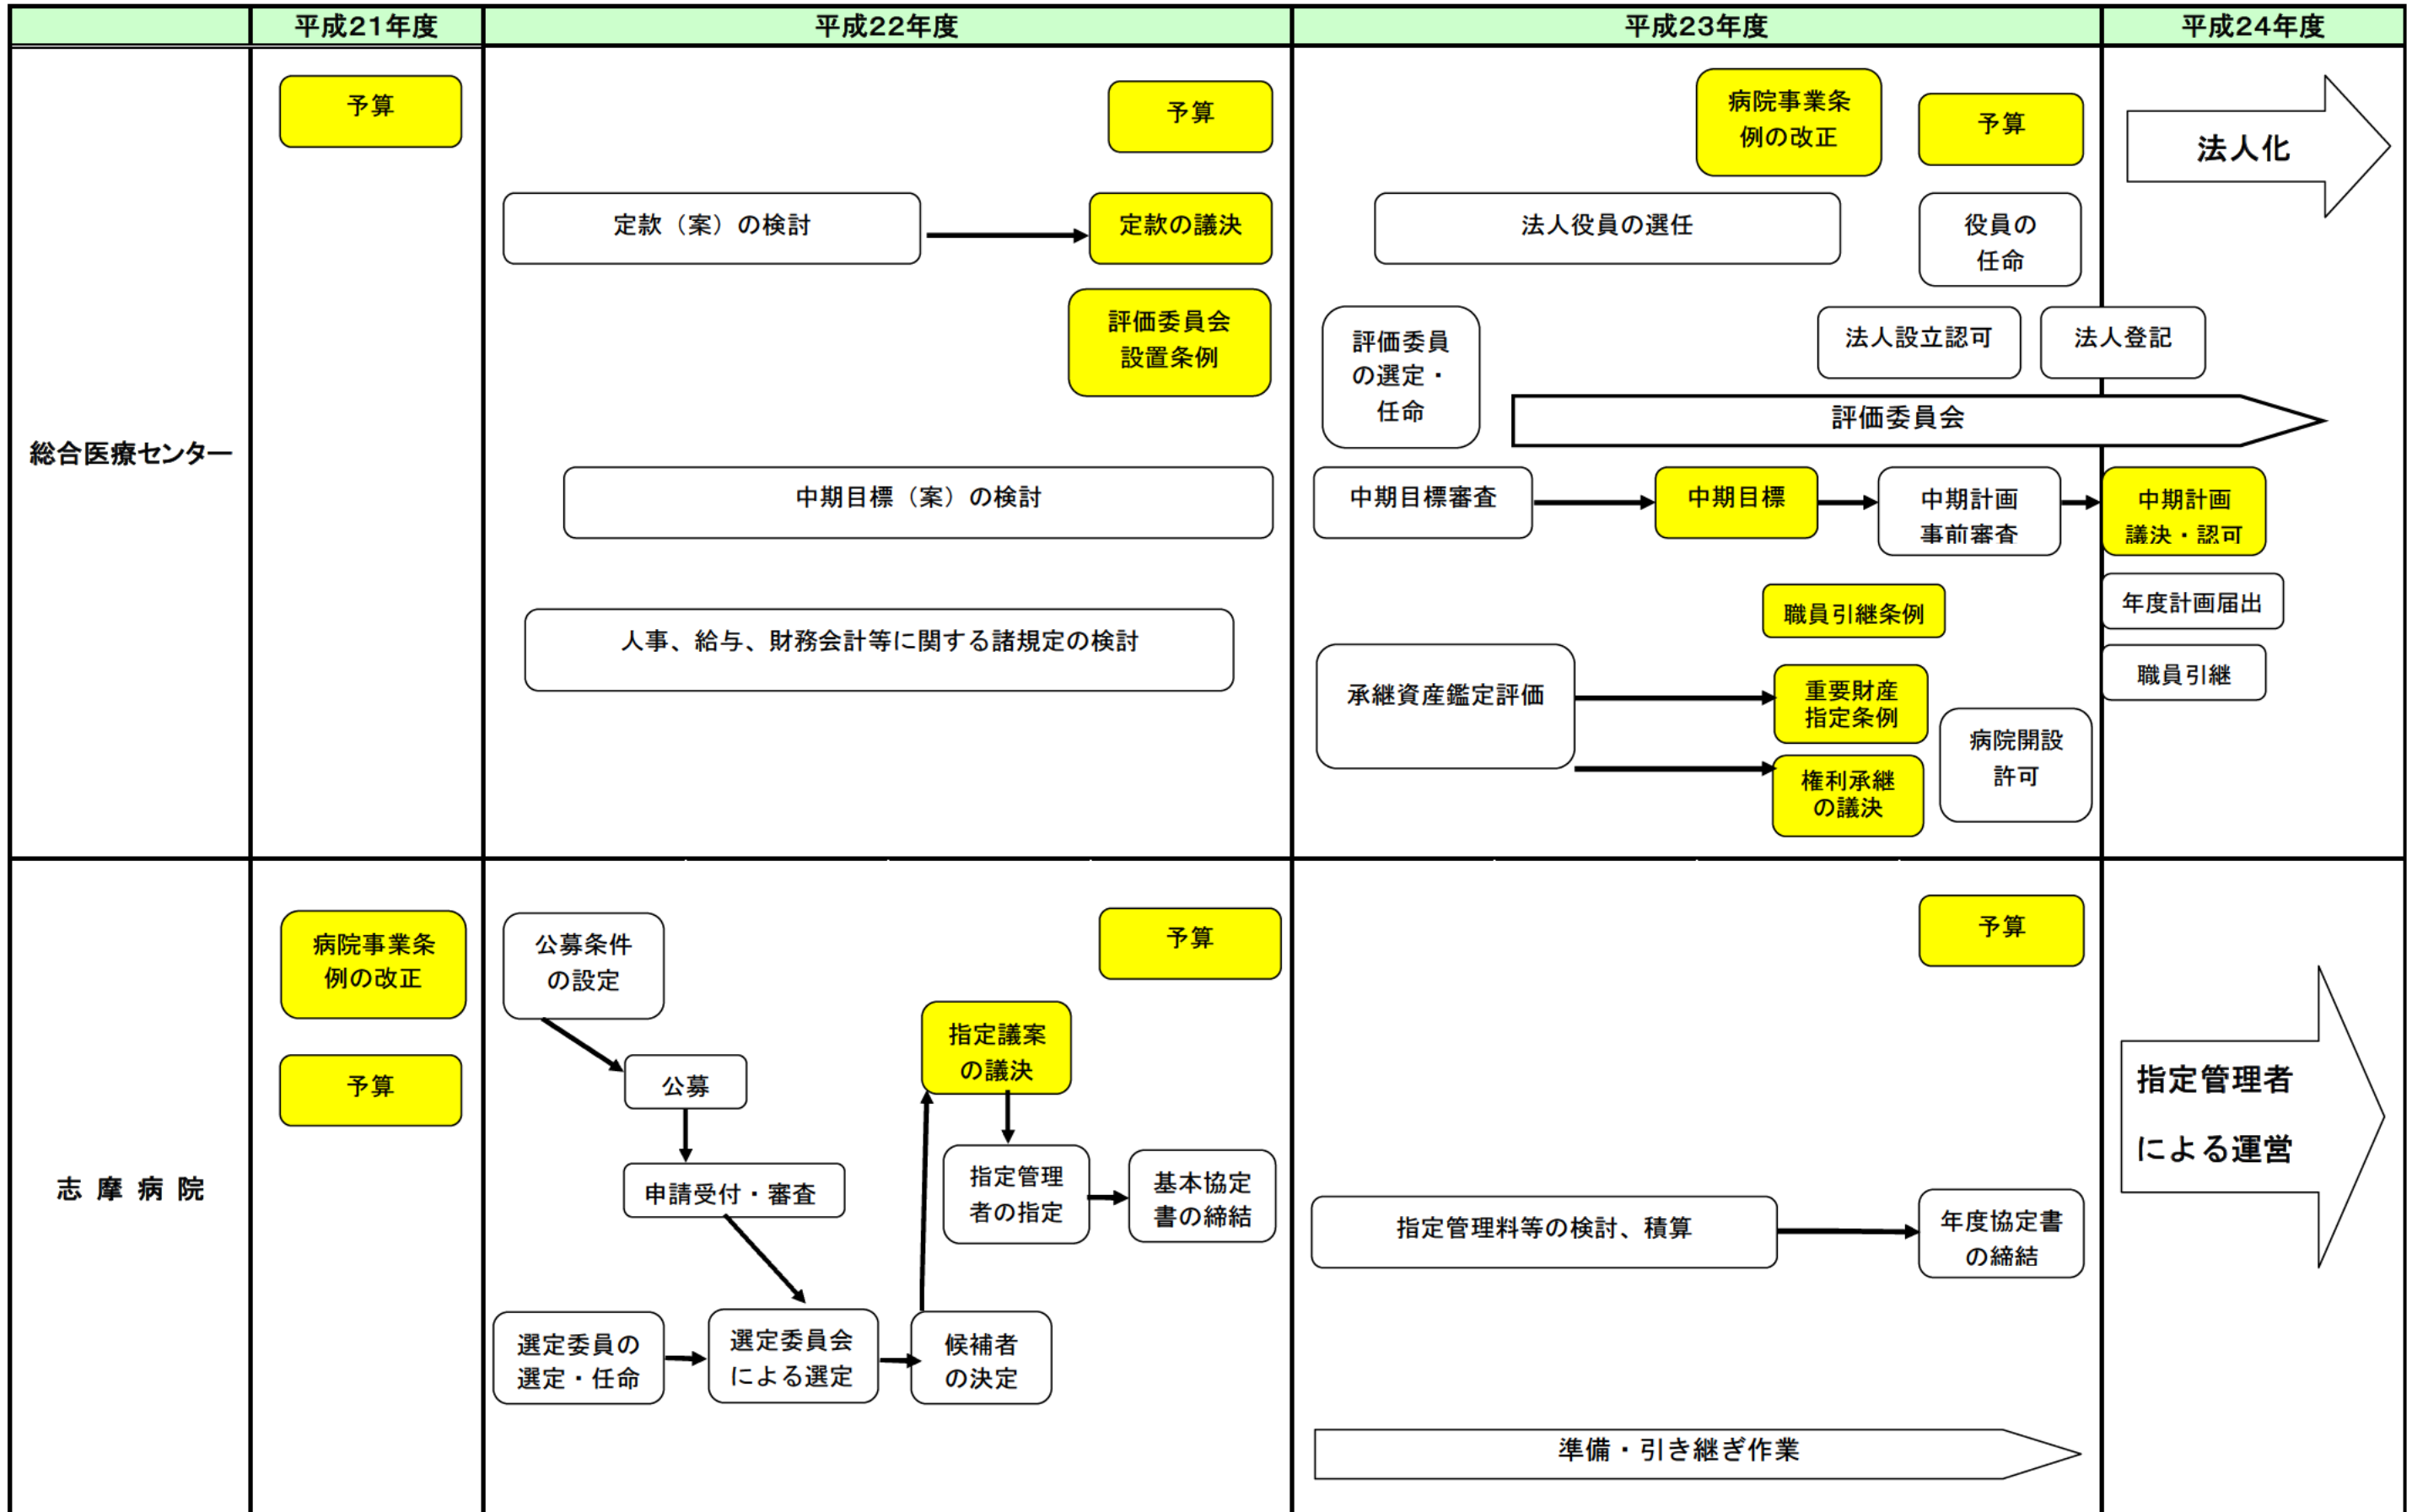 平成21年度
平成22年度
平成23年度
平成24年度
総合医療センター
予算
予算
病院事業条
例の改正
予算
法人化
定款（案）の検討
定款の議決
法人役員の選任
役員の
任命
評価委員会
設置条例
評価委員
の選定・
任命
法人設立認可
法人登記
評価委員会
中期目標（案）の検討
中期目標審査
中期目標
中期計画
事前審査
中期計画
議決・認可
職員引継条例
年度計画届出
人事、給与、財務会計等に関する諸規定の検討
承継資産鑑定評価
重要財産
指定条例
職員引継
病院開設
許可
権利承継
の議決
志 摩 病 院
病院事業条
例の改正
予算
公募条件
の設定
予算
予算
公募
指定議案
の議決
申請受付・審査
指定管理
者の指定
基本協定
書の締結
選定委員の
選定・任命
選定委員会
による選定
候補者
の決定
指定管理料等の検討、積算
年度協定書
の締結
準備・引き継ぎ作業
指定管理者
による運営